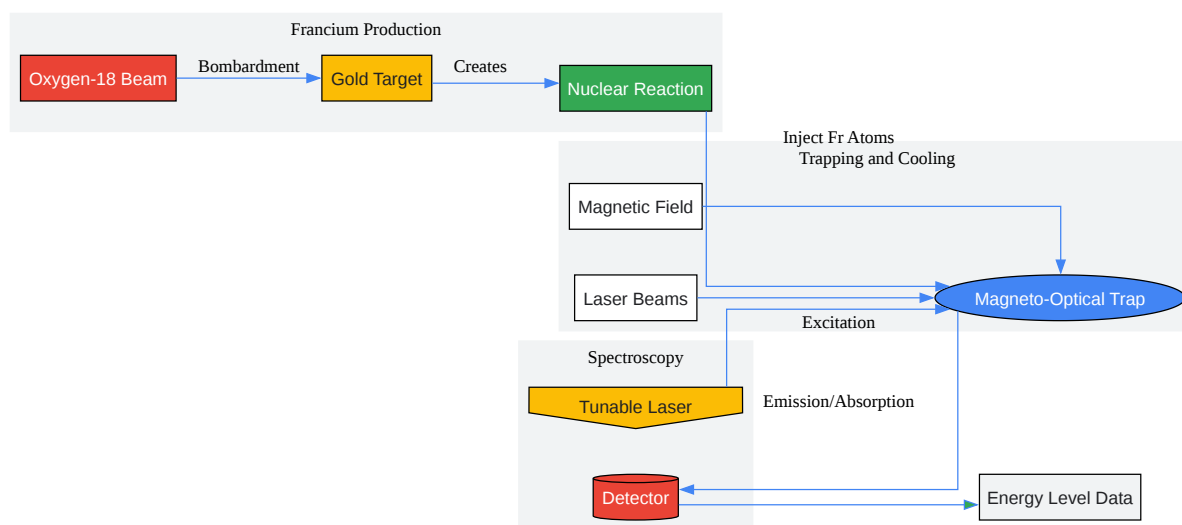 Francium Production
Oxygen-18 Beam
Bombardment
Gold Target
Creates
Nuclear Reaction
Inject Fr Atoms
Trapping and Cooling
Magnetic Field
Laser Beams
Magneto-Optical Trap
Excitation
Spectroscopy
Tunable Laser
Emission/Absorption
Detector
Energy Level Data